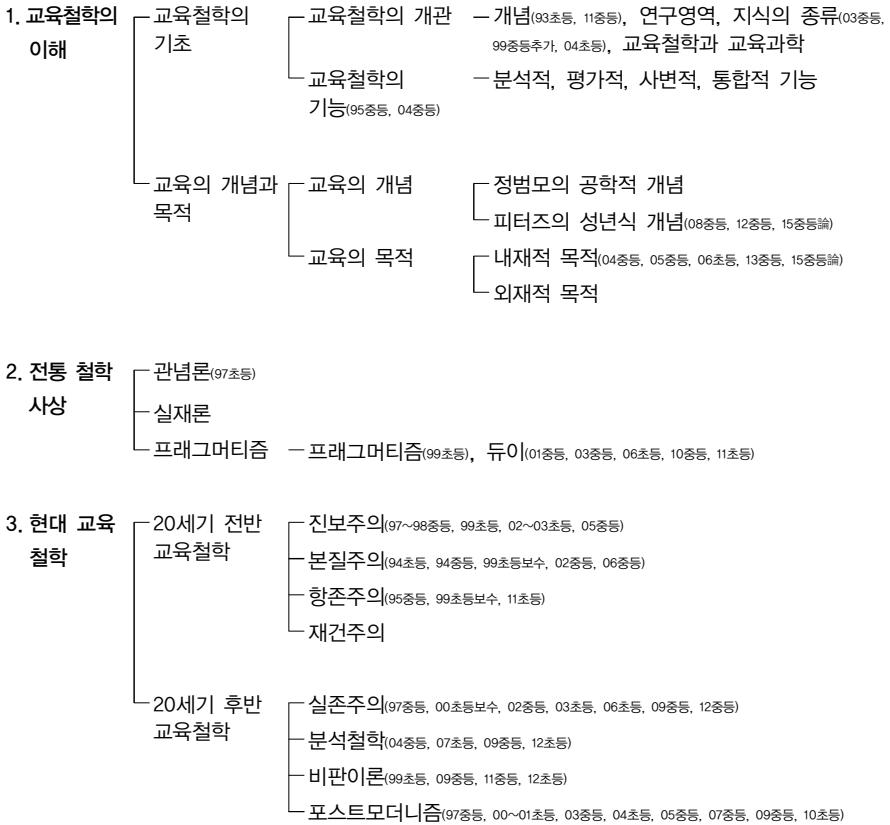 1. 교육철학의 이해
교육철학의 기초
교육철학의 개관
개념(93초등, 11중등), 연구영역, 지식의 종류(03중등, 99중등추가, 04초등), 교육철학과 교육과학
교육철학의 기능(95중등, 04중등)
분석적, 평가적, 사변적, 통합적 기능
교육의 개념과 목적
교육의 개념
정범모의 공학적 개념
피터즈의 성년식 개념(08중등, 12중등, 15중등論)
교육의 목적
내재적 목적(04중등, 05중등, 06초등, 13중등, 15중등論)
외재적 목적
2. 전통 철학 사상
관념론(97초등)
실재론
프래그머티즘
프래그머티즘(99초등), 듀이(01중등, 03중등, 06초등, 10중등, 11초등)
3. 현대 교육 철학
20세기 전반 교육철학
진보주의(97~98중등, 99초등, 02~03초등, 05중등)
본질주의(94초등, 94중등, 99초등보수, 02중등, 06중등)
항존주의(95중등, 99초등보수, 11초등)
재건주의
20세기 후반 교육철학
실존주의(97중등, 00초등보수, 02중등, 03초등, 06초등, 09중등, 12중등)
분석철학(04중등, 07초등, 09중등, 12초등)
비판이론(99초등, 09중등, 11중등, 12초등)
포스트모더니즘(97중등, 00~01초등, 03중등, 04초등, 05중등, 07중등, 09중등, 10초등)